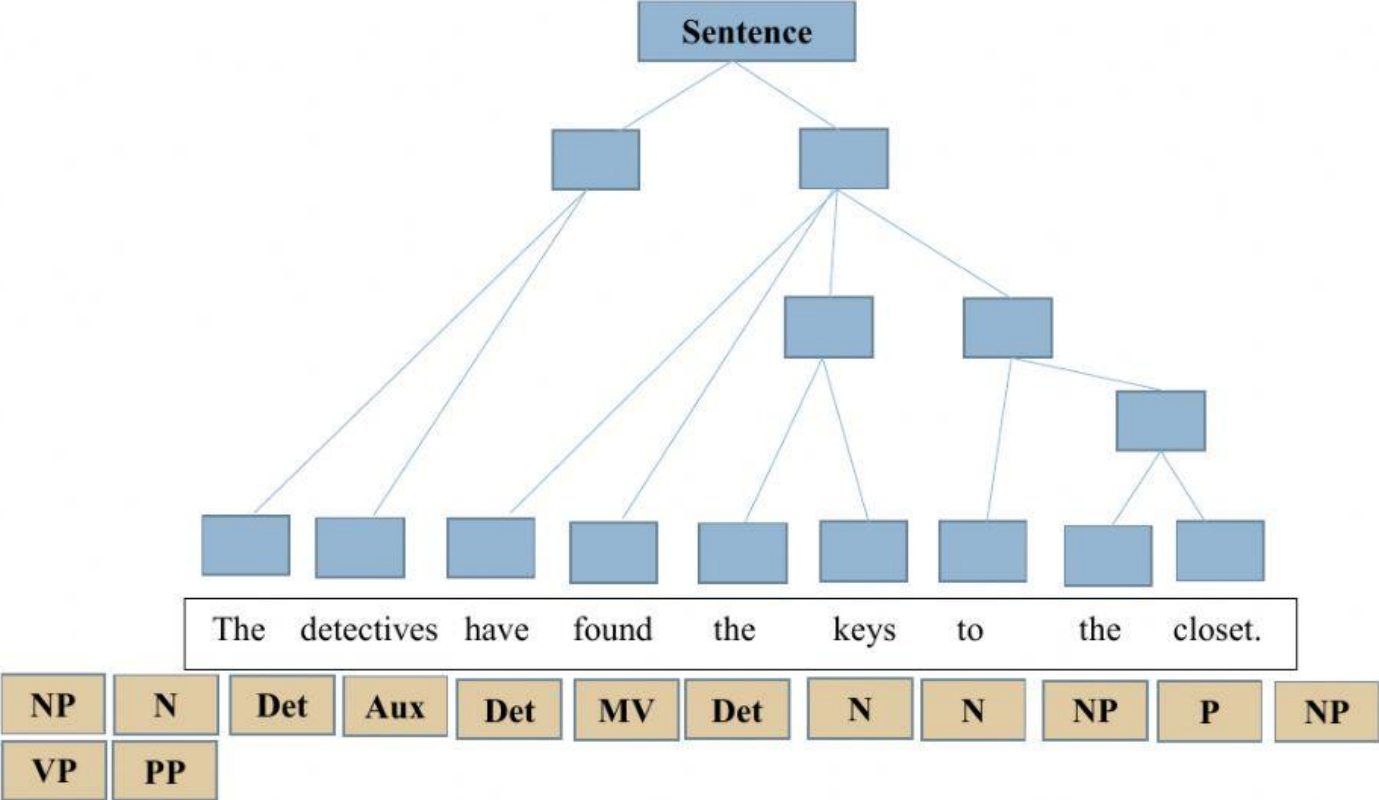 Sentence
The detectives have found the keys to the closet.
NP N Det Aux Det MV Det N N NP P NP
VP PP